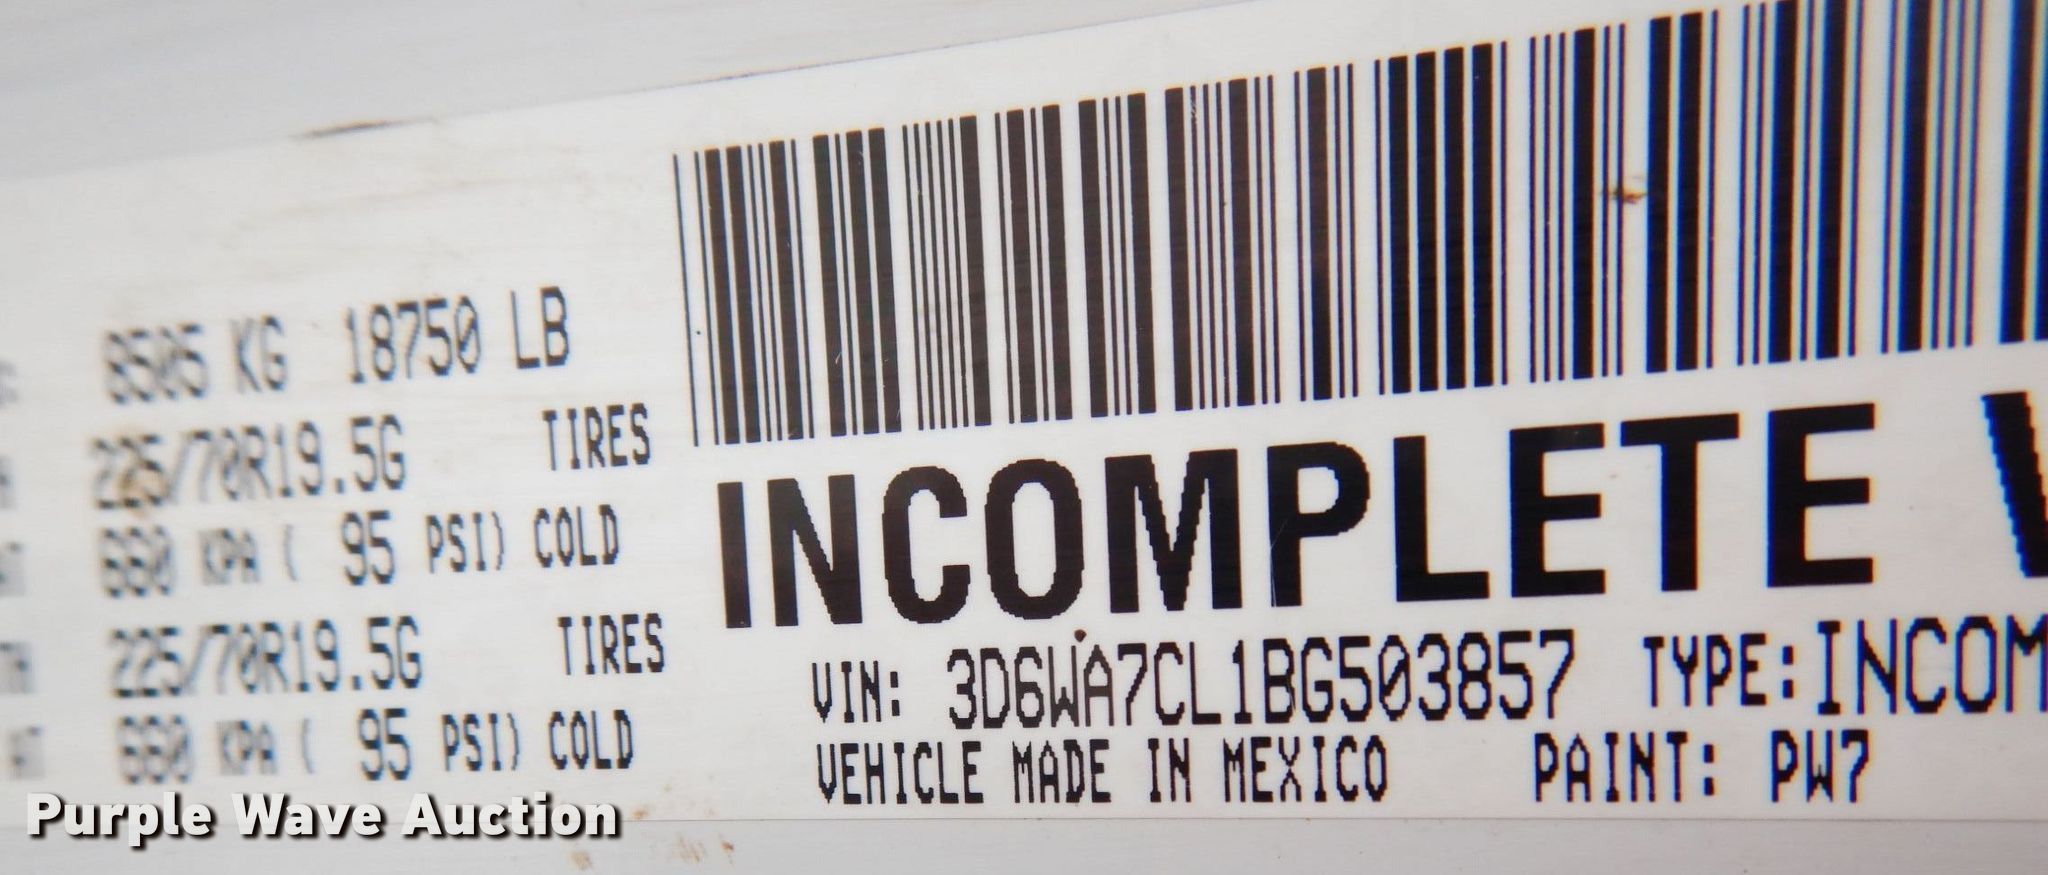 8505 KG 18750 LB
225/70R19.5G TIRES
660 KPA ( 95 PSI) COLD
225/70R19.5G TIRES
660 KPA ( 95 PSI) COLD
INCOMPLETE V
VIN: 3D6WA7CL1BG503857 TYPE:INCOM
VEHICLE MADE IN MEXICO PAINT: PW7
Purple Wave Auction